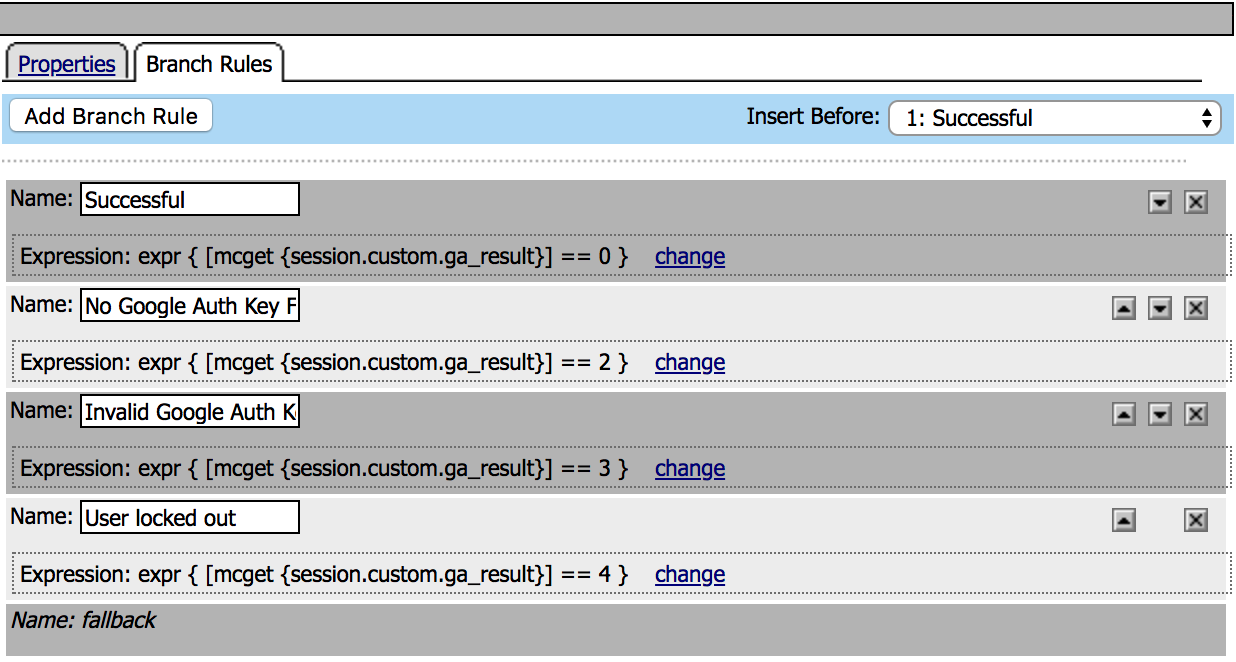 Properties Branch Rules
Add Branch Rule Insert Before: 1: Successful
Name: Successful
Expression: expr { [mcget {session.custom.ga_result}] == 0 } change
Name: No Google Auth Key F
Expression: expr { [mcget {session.custom.ga_result}] == 2 } change
Name: Invalid Google Auth K
Expression: expr { [mcget {session.custom.ga_result}] == 3 } change
Name: User locked out
Expression: expr { [mcget {session.custom.ga_result}] == 4 } change
Name: fallback